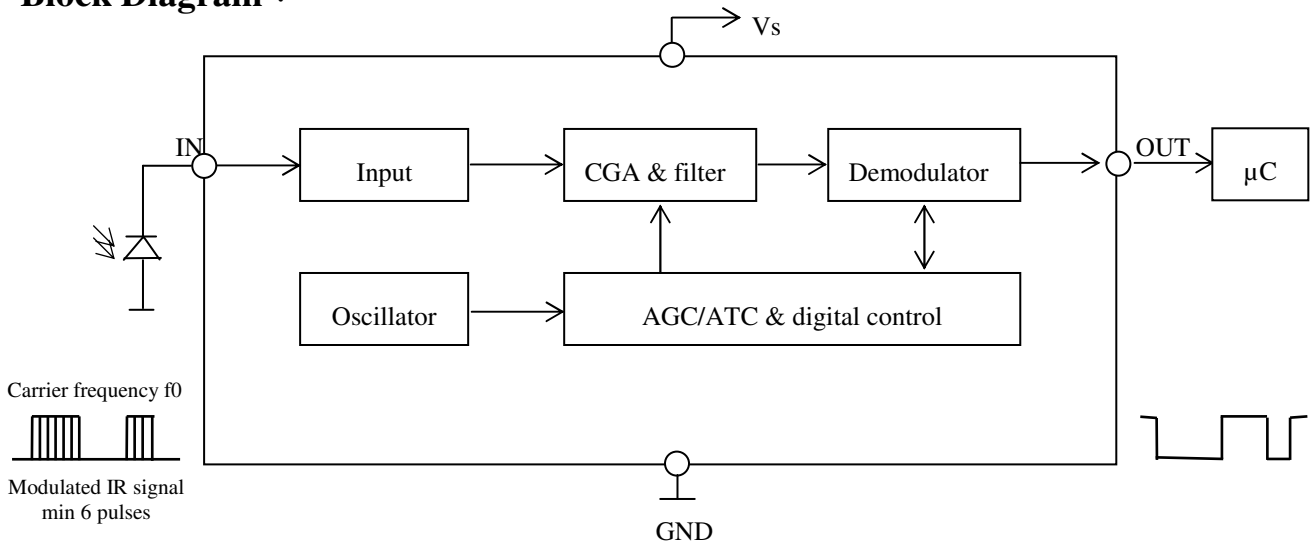 Block Diagram :
Vs
IN
Input
CGA & filter
Demodulator
OUT
µC
Oscillator
AGC/ATC & digital control
Carrier frequency f0
Modulated IR signal
min 6 pulses
GND